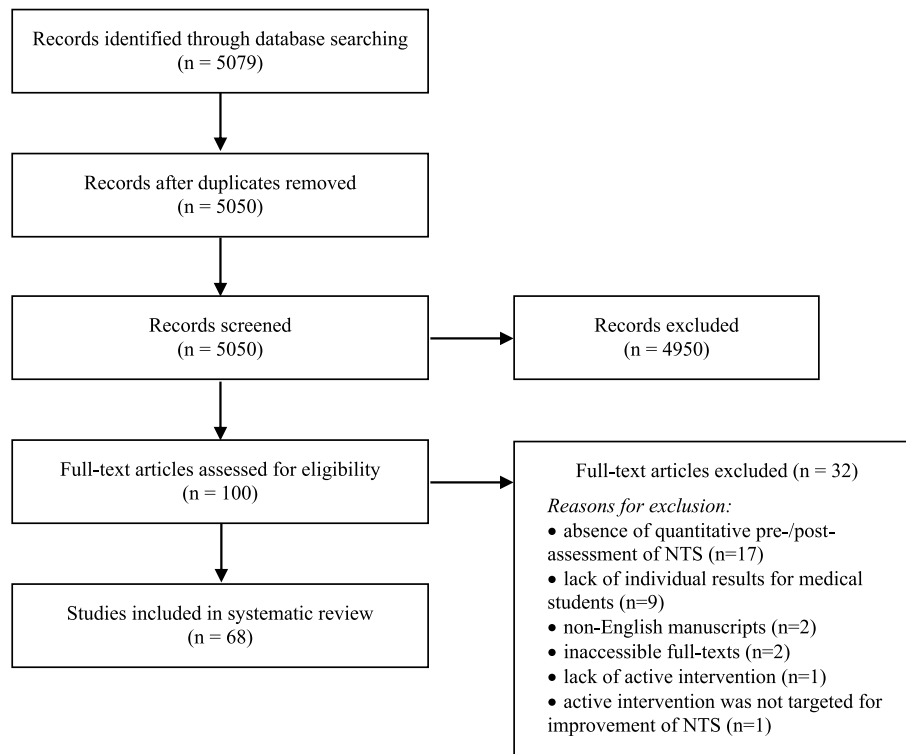 Records identified through database searching
(n = 5079)
Records after duplicates removed
(n = 5050)
Records screened
(n = 5050)
Records excluded
(n = 4950)
Full-text articles assessed for eligibility
(n = 100)
Full-text articles excluded (n = 32)
Reasons for exclusion:
• absence of quantitative pre-/post-
assessment of NTS (n=17)
• lack of individual results for medical
students (n=9)
• non-English manuscripts (n=2)
• inaccessible full-texts (n=2)
• lack of active intervention (n=1)
• active intervention was not targeted for
improvement of NTS (n=1)
Studies included in systematic review
(n = 68)